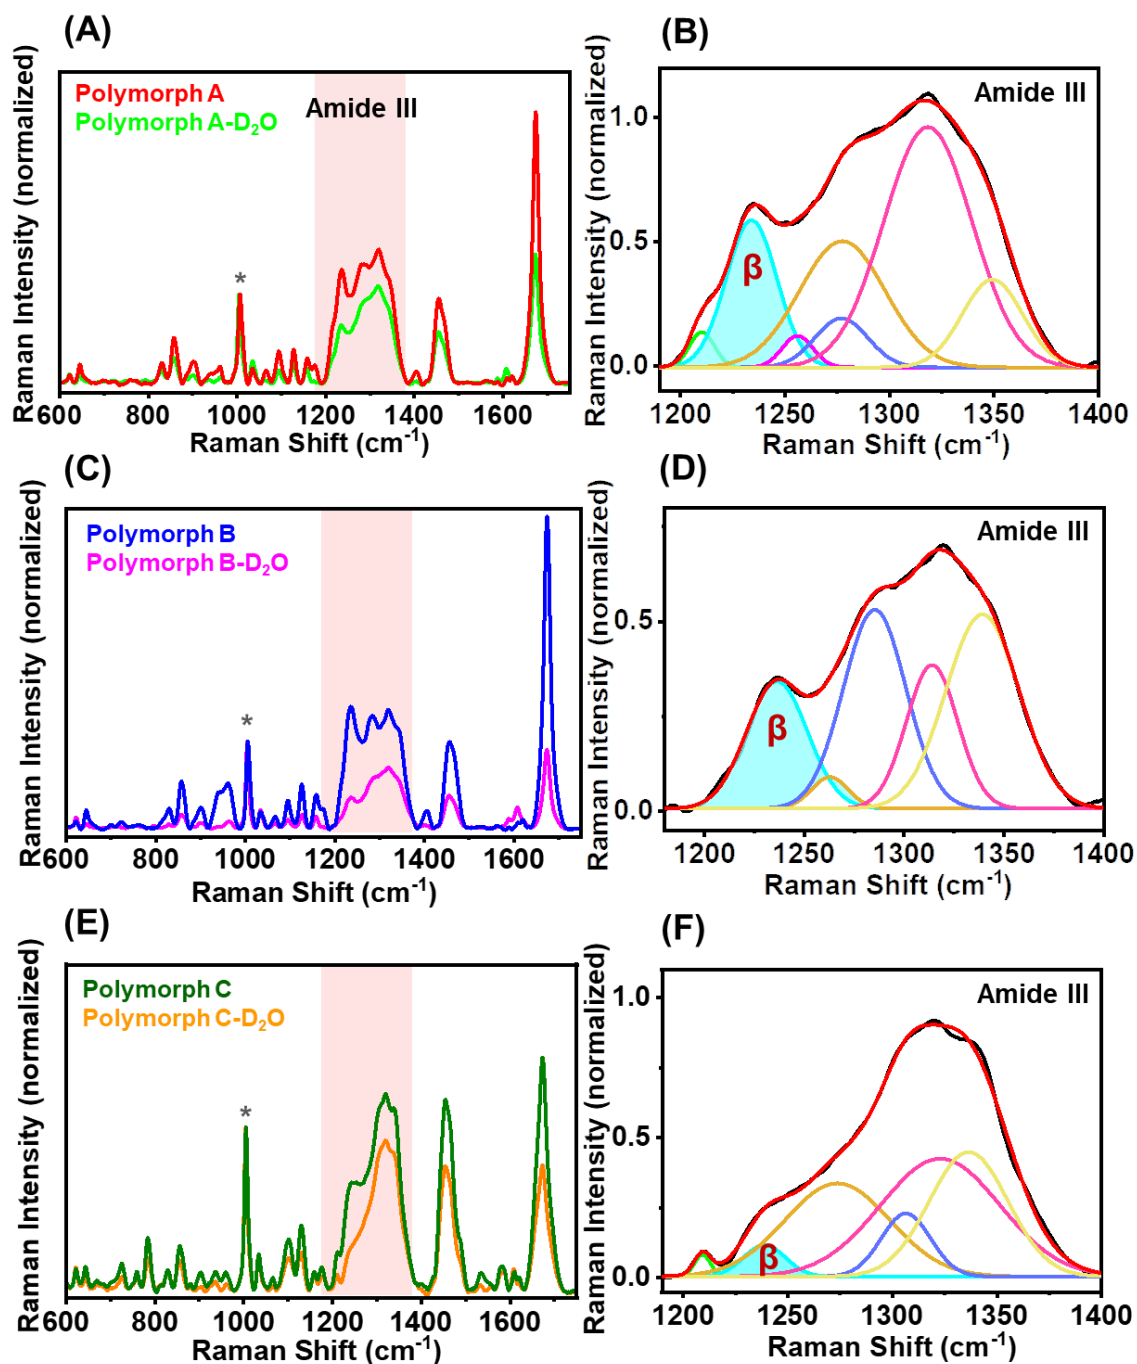 (A)
Polymorph A
Polymorph A-D₂O
Amide III
*
Raman Intensity (normalized)
600 800 1000 1200 1400 1600
Raman Shift (cm⁻¹)
(B)
Amide III
β
Raman Intensity (normalized)
1.0
0.5
0.0
1200 1250 1300 1350 1400
Raman Shift (cm⁻¹)
(C)
Polymorph B
Polymorph B-D₂O
*
Raman Intensity (normalized)
600 800 1000 1200 1400 1600
Raman Shift (cm⁻¹)
(D)
Amide III
β
Raman Intensity (normalized)
0.5
0.0
1200 1250 1300 1350 1400
Raman Shift (cm⁻¹)
(E)
Polymorph C
Polymorph C-D₂O
*
Raman Intensity (normalized)
600 800 1000 1200 1400 1600
Raman Shift (cm⁻¹)
(F)
Amide III
β
Raman Intensity (normalized)
1.0
0.5
0.0
1200 1250 1300 1350 1400
Raman Shift (cm⁻¹)